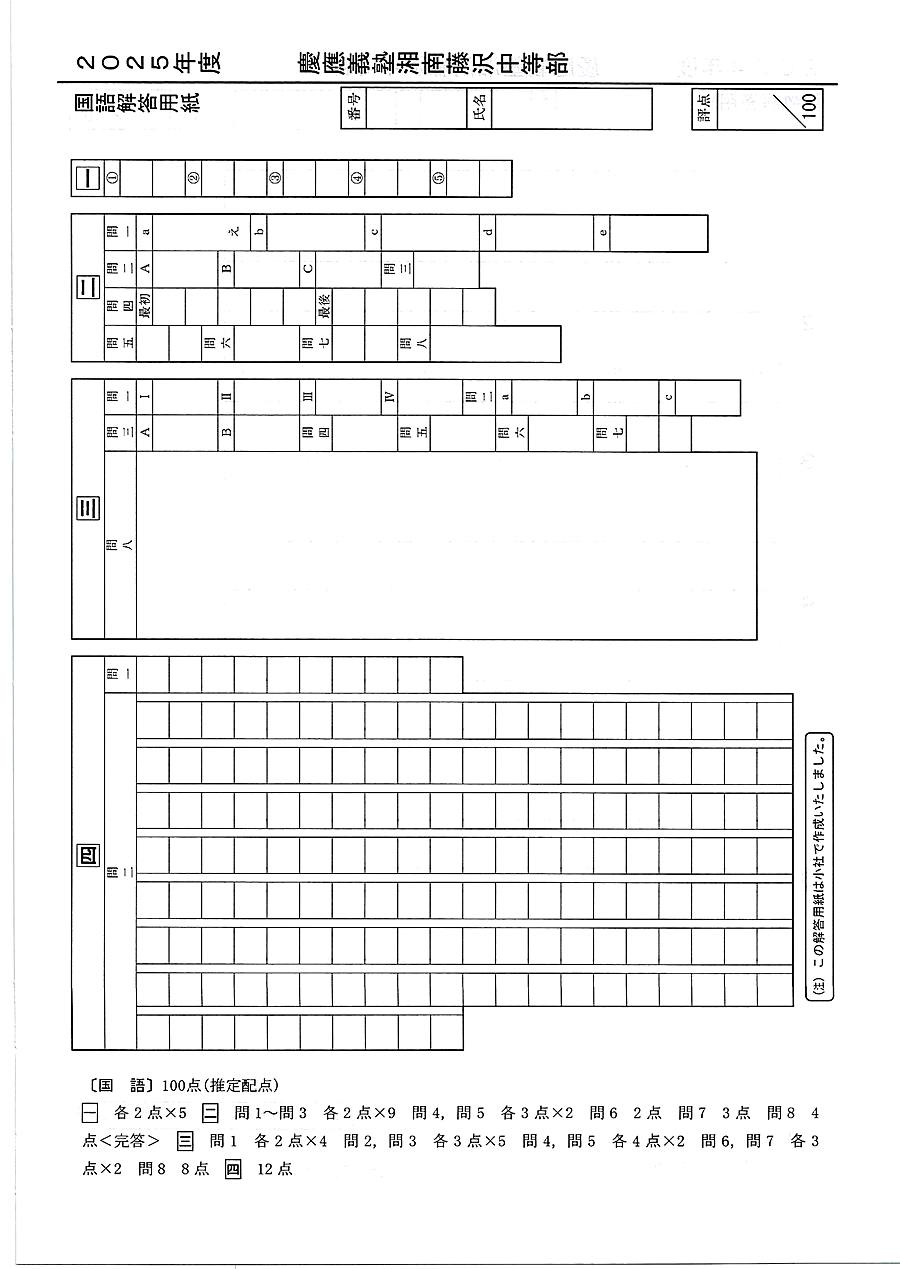 2025年度 慶應義塾湘南藤沢中等部
国語解答用紙 番号 氏名 評点 /100
一 ① ② ③ ④ ⑤
二
問一 a え b c d e
問二 A B C 問三
問四 最初 最後
問五 問六 問七 問八
三
問一 Ⅰ Ⅱ Ⅲ Ⅳ 問二 a b c
問三 A B 問四 問五 問六 問七
問八
四
問一
問二
(注) この解答用紙は小社で作成いたしました。
〔国 語〕100点(推定配点)
一 各2点×5 二 問1~問3 各2点×9 問4, 問5 各3点×2 問6 2点 問7 3点 問8 4
点<完答> 三 問1 各2点×4 問2, 問3 各3点×5 問4, 問5 各4点×2 問6, 問7 各3
点×2 問8 8点 四 12点